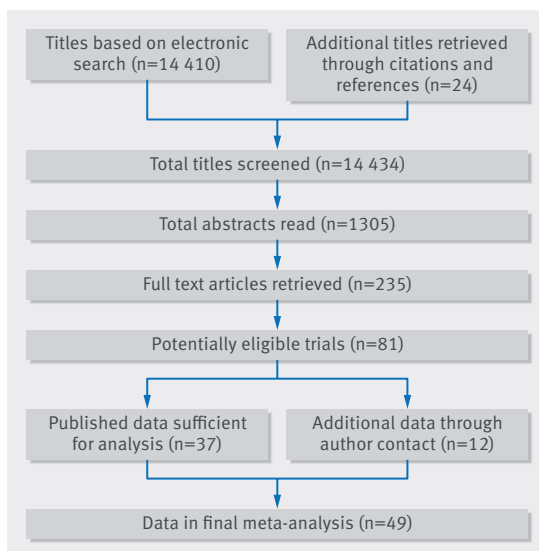 Titles based on electronic
search (n=14 410)
Additional titles retrieved
through citations and
references (n=24)
Total titles screened (n=14 434)
Total abstracts read (n=1305)
Full text articles retrieved (n=235)
Potentially eligible trials (n=81)
Published data sufficient
for analysis (n=37)
Additional data through
author contact (n=12)
Data in final meta-analysis (n=49)